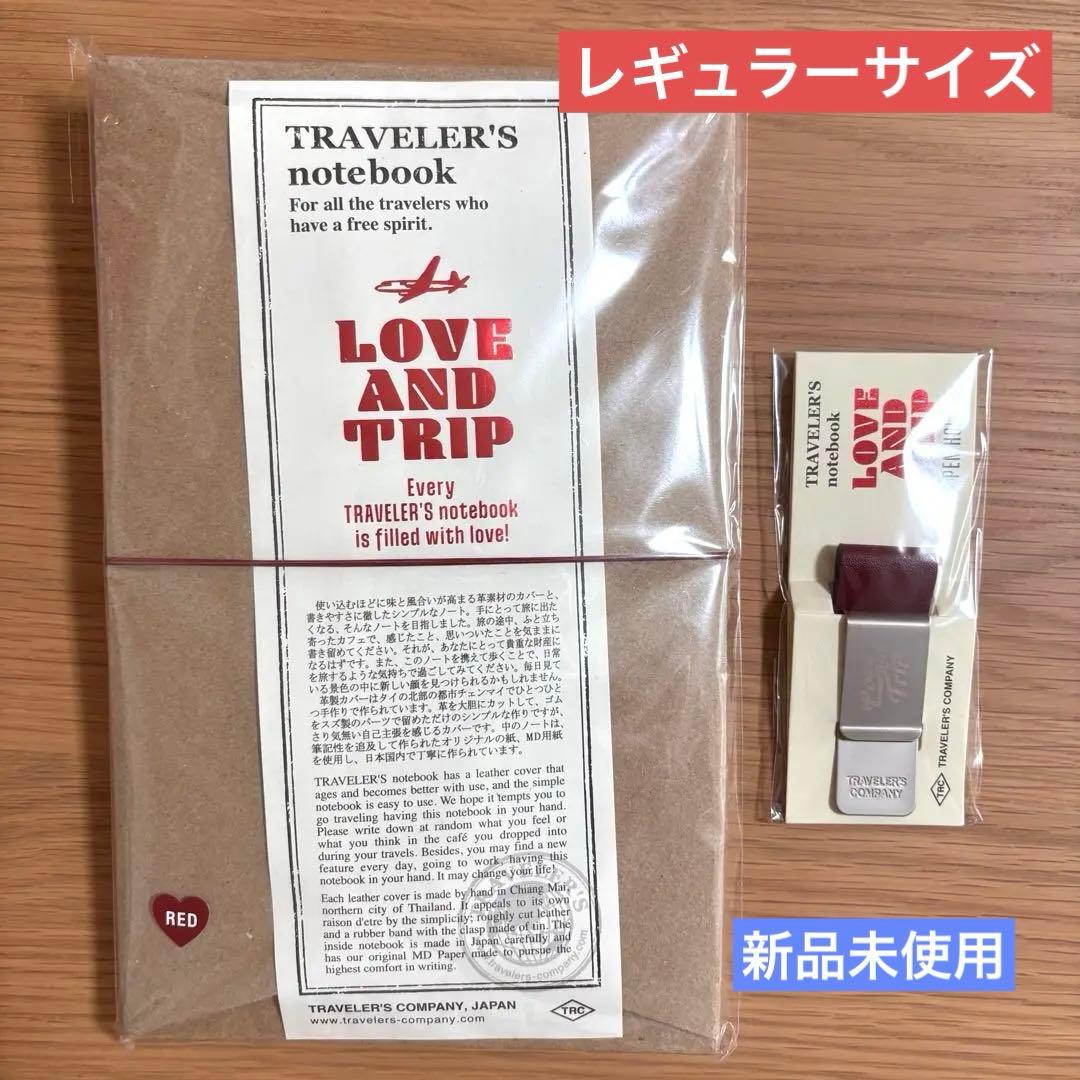 レギュラーサイズ
TRAVELER'S
notebook
For all the travelers who
have a free spirit.
LOVE
AND
TRIP
Every
TRAVELER'S notebook
is filled with love!
使い込むほどに味と風合いが高まる革素材のカバーと、
書きやすさに徹したシンプルなノート。手にとって旅に出た
くなる、そんなノートを目指しました。旅の途中、ふと立ち
寄ったカフェで、感じたこと、思いついたことを気ままに
書き留めてください。それが、あなたにとって貴重な財産に
なるはずです。また、このノートを携えて歩くことで、日常
を旅するような気持ちで過ごしてみてください。毎日見て
いる景色の中に新しい顔を見つけられるかもしれません。
革製カバーはタイの北部の都市チェンマイでひとつひと
つ手作りで作られています。革を大胆にカットして、ゴム
をスズ製のパーツで留めただけのシンプルな作りですが、
さり気無い自己主張を感じるカバーです。中のノートは、
筆記性を追及して作られたオリジナルの紙、MD用紙
を使用し、日本国内で丁寧に作られています。
TRAVELER'S notebook has a leather cover that
ages and becomes better with use, and the simple
notebook is easy to use. We hope it tempts you to
go traveling having this notebook in your hand.
Please write down at random what you feel or
what you think in the café you dropped into
during your travels. Besides, you may find a new
feature every day, going to work, having this
notebook in your hand. It may change your life!
Each leather cover is made by hand in Chiang Mai,
northern city of Thailand. It appeals to its own
raison d'etre by the simplicity; roughly cut leather
and a rubber band with the clasp made of tin. The
inside notebook is made in Japan carefully, and
has our original MD Paper made to pursue the
highest comfort in writing.
TRAVELER'S
travelers-company.com
TRAVELER'S COMPANY, JAPAN
www.travelers-company.com
TRC
RED
TRAVELER'S
notebook
LOVE
AND
TRIP
PEN HO
TRIP
TRAVELER'S
COMPANY
TRC TRAVELER'S COMPANY
新品未使用